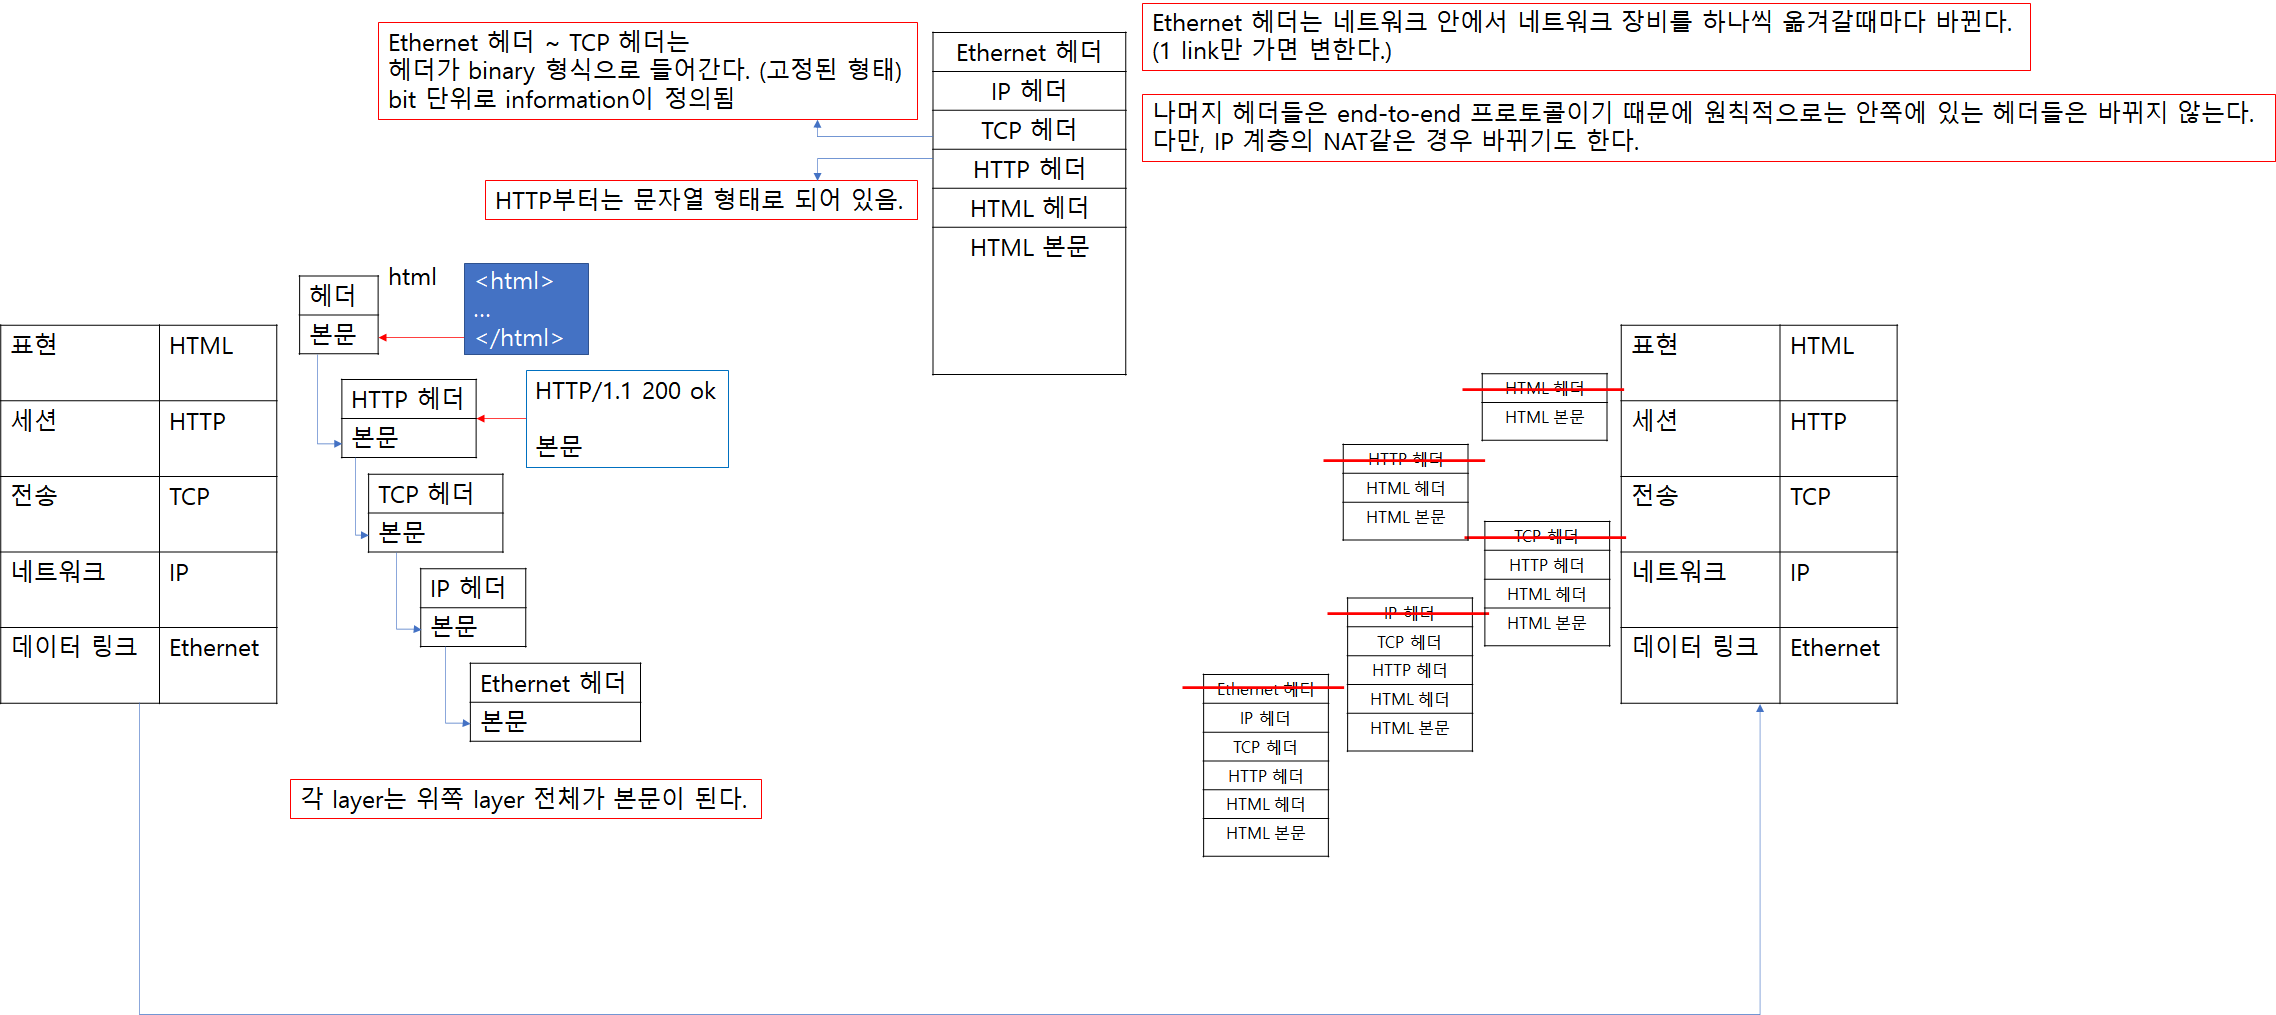 Ethernet 헤더 ~ TCP 헤더는
헤더가 binary 형식으로 들어간다. (고정된 형태)
bit 단위로 information이 정의됨
HTTP부터는 문자열 형태로 되어 있음.
Ethernet 헤더
IP 헤더
TCP 헤더
HTTP 헤더
HTML 헤더
HTML 본문
Ethernet 헤더는 네트워크 안에서 네트워크 장비를 하나씩 옮겨갈때마다 바뀐다.
(1 link만 가면 변한다.)
나머지 헤더들은 end-to-end 프로토콜이기 때문에 원칙적으로는 안쪽에 있는 헤더들은 바뀌지 않는다.
다만, IP 계층의 NAT같은 경우 바뀌기도 한다.
표현 HTML
세션 HTTP
전송 TCP
네트워크 IP
데이터 링크 Ethernet
헤더
본문
html
<html>
...
</html>
HTTP 헤더
본문
HTTP/1.1 200 ok
본문
TCP 헤더
본문
IP 헤더
본문
Ethernet 헤더
본문
각 layer는 위쪽 layer 전체가 본문이 된다.
HTML 헤더
HTML 본문
HTTP 헤더
HTML 헤더
HTML 본문
TCP 헤더
HTTP 헤더
HTML 헤더
HTML 본문
IP 헤더
TCP 헤더
HTTP 헤더
HTML 헤더
HTML 본문
Ethernet 헤더
IP 헤더
TCP 헤더
HTTP 헤더
HTML 헤더
HTML 본문
표현 HTML
세션 HTTP
전송 TCP
네트워크 IP
데이터 링크 Ethernet